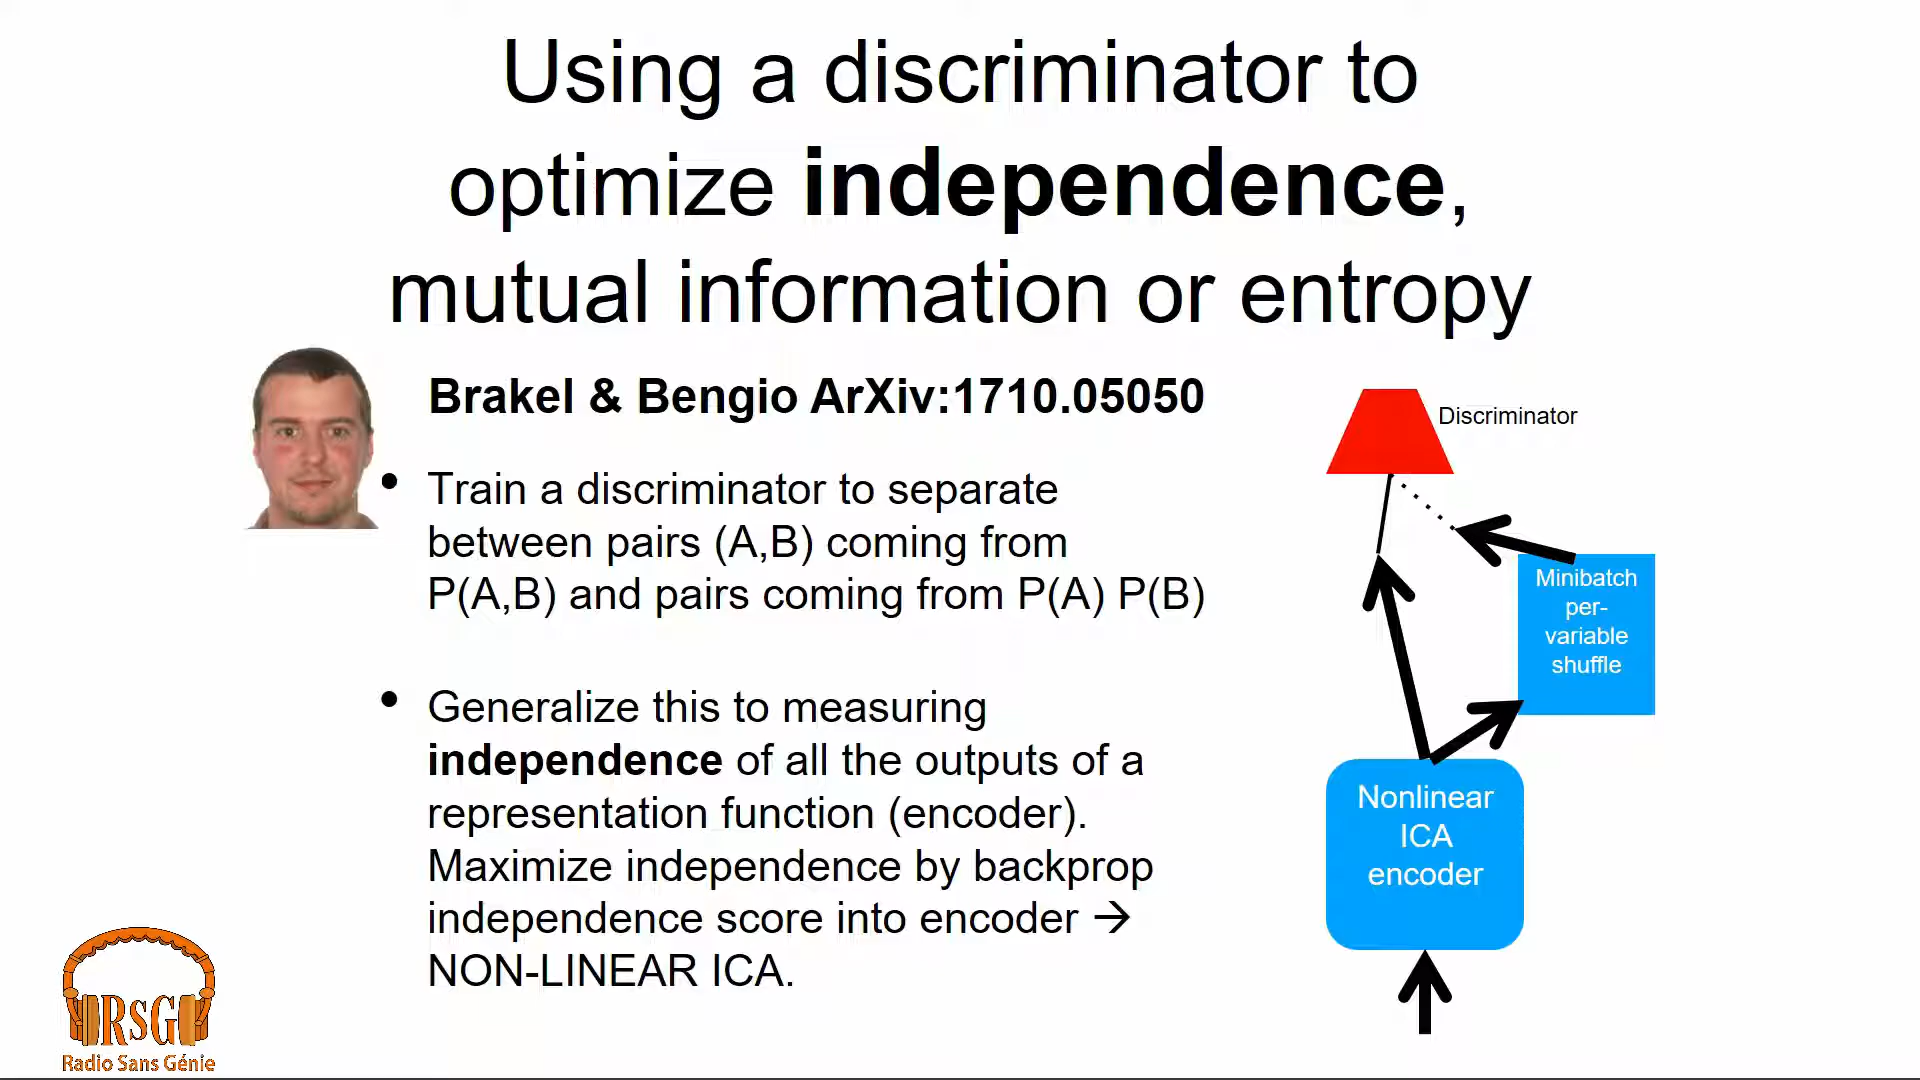 Using a discriminator to
optimize independence,
mutual information or entropy
Brakel & Bengio ArXiv:1710.05050
• Train a discriminator to separate
between pairs (A,B) coming from
P(A,B) and pairs coming from P(A) P(B)
• Generalize this to measuring
independence of all the outputs of a
representation function (encoder).
Maximize independence by backprop
independence score into encoder →
NON-LINEAR ICA.
Discriminator
Minibatch
per-
variable
shuffle
Nonlinear
ICA
encoder
RSG
Radio Sans Génie